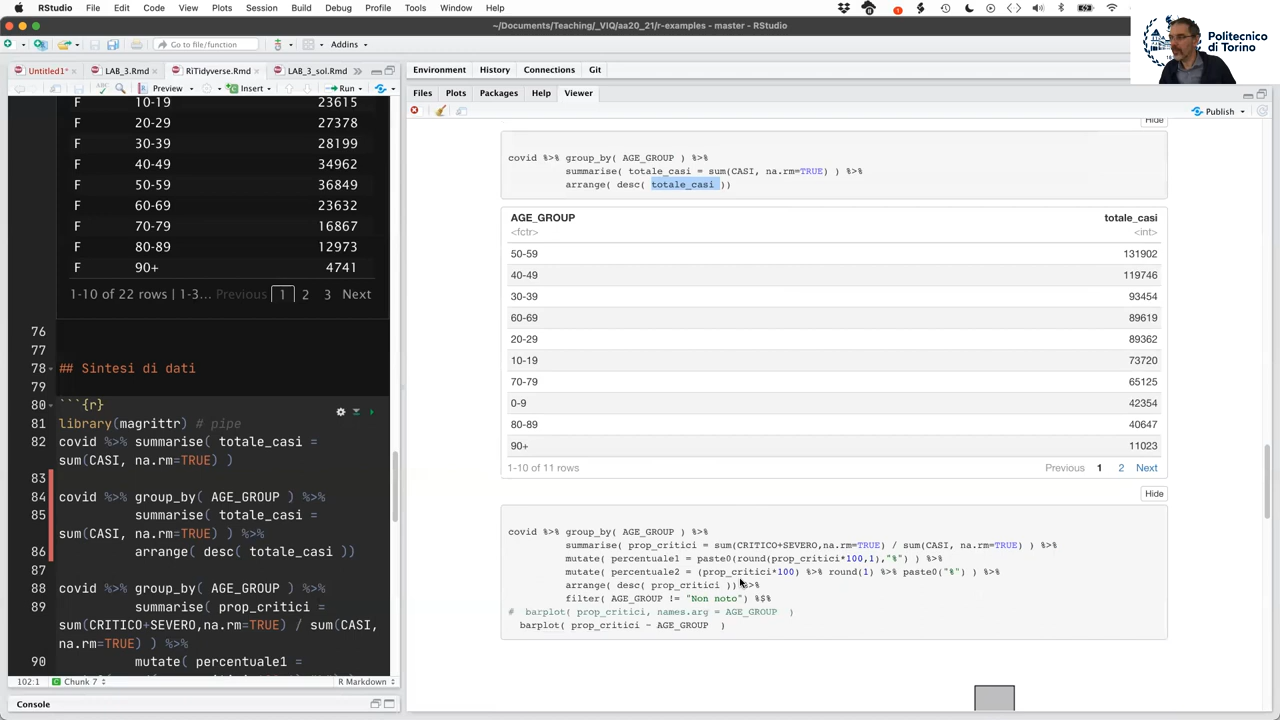 RStudio File Edit Code View Plots Session Build Debug Profile Tools Window Help
~/Documents/Teaching/_VIQ/aa20_21/r-examples - master - RStudio
Go to file/function Addins
Politecnico
di Torino
Untitled1* LAB_3.Rmd RiTidyverse.Rmd LAB_3_sol.Rmd
Preview Insert Run
F 10-19 23615
F 20-29 27378
F 30-39 28199
F 40-49 34962
F 50-59 36849
F 60-69 23632
F 70-79 16867
F 80-89 12973
F 90+ 4741
1-10 of 22 rows | 1-3... Previous 1 2 3 Next
76
77
78 ## Sintesi di dati
79
80 ```{r}
81 library(magrittr) # pipe
82 covid %>% summarise( totale_casi =
sum(CASI, na.rm=TRUE) )
83
84 covid %>% group_by( AGE_GROUP ) %>%
85 summarise( totale_casi =
sum(CASI, na.rm=TRUE) ) %>%
86 arrange( desc( totale_casi ))
87
88 covid %>% group_by( AGE_GROUP ) %>%
89 summarise( prop_critici =
sum(CRITICO+SEVERO,na.rm=TRUE) / sum(CASI,
na.rm=TRUE) ) %>%
90 mutate( percentuale1 =
102:1 Chunk 7 R Markdown
Console
Environment History Connections Git
Files Plots Packages Help Viewer
Publish
Hide
covid %>% group_by( AGE_GROUP ) %>%
summarise( totale_casi = sum(CASI, na.rm=TRUE) ) %>%
arrange( desc( totale_casi ))
AGE_GROUP totale_casi
<fctr> <int>
50-59 131902
40-49 119746
30-39 93454
60-69 89619
20-29 89362
10-19 73720
70-79 65125
0-9 42354
80-89 40647
90+ 11023
1-10 of 11 rows Previous 1 2 Next
Hide
covid %>% group_by( AGE_GROUP ) %>%
summarise( prop_critici = sum(CRITICO+SEVERO,na.rm=TRUE) / sum(CASI, na.rm=TRUE) ) %>%
mutate( percentuale1 = paste0(round(prop_critici*100,1),"%") ) %>%
mutate( percentuale2 = (prop_critici*100) %>% round(1) %>% paste0("%") ) %>%
arrange( desc( prop_critici )) %>%
filter( AGE_GROUP != "Non noto") %$%
# barplot( prop_critici, names.arg = AGE_GROUP )
barplot( prop_critici ~ AGE_GROUP )